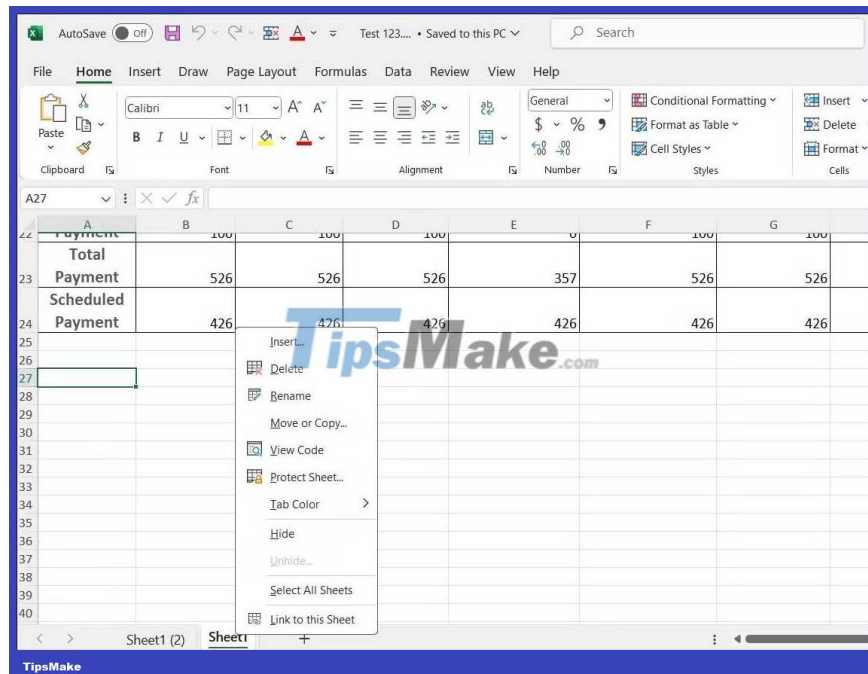 AutoSave Off Test 123.... • Saved to this PC Search
File Home Insert Draw Page Layout Formulas Data Review View Help
Calibri 11 A^ A˅ ab General Conditional Formatting Insert
Paste B I U A $ % 9 Format as Table Delete
Cell Styles Format
Clipboard Font Alignment Number Styles Cells
A27 fx
A B C D E F G
22 Payment 100 100 100 0 100 100
Total
23 Payment 526 526 526 357 526 526
Scheduled
24 Payment 426 426 426 426 426 426
TipsMake.com
25
26
27
28
29
30
31
32
33
34
35
36
37
38
39
40
Insert...
Delete
Rename
Move or Copy...
View Code
Protect Sheet...
Tab Color
Hide
Unhide...
Select All Sheets
Link to this Sheet
Sheet1 (2) Sheet1 +
TipsMake